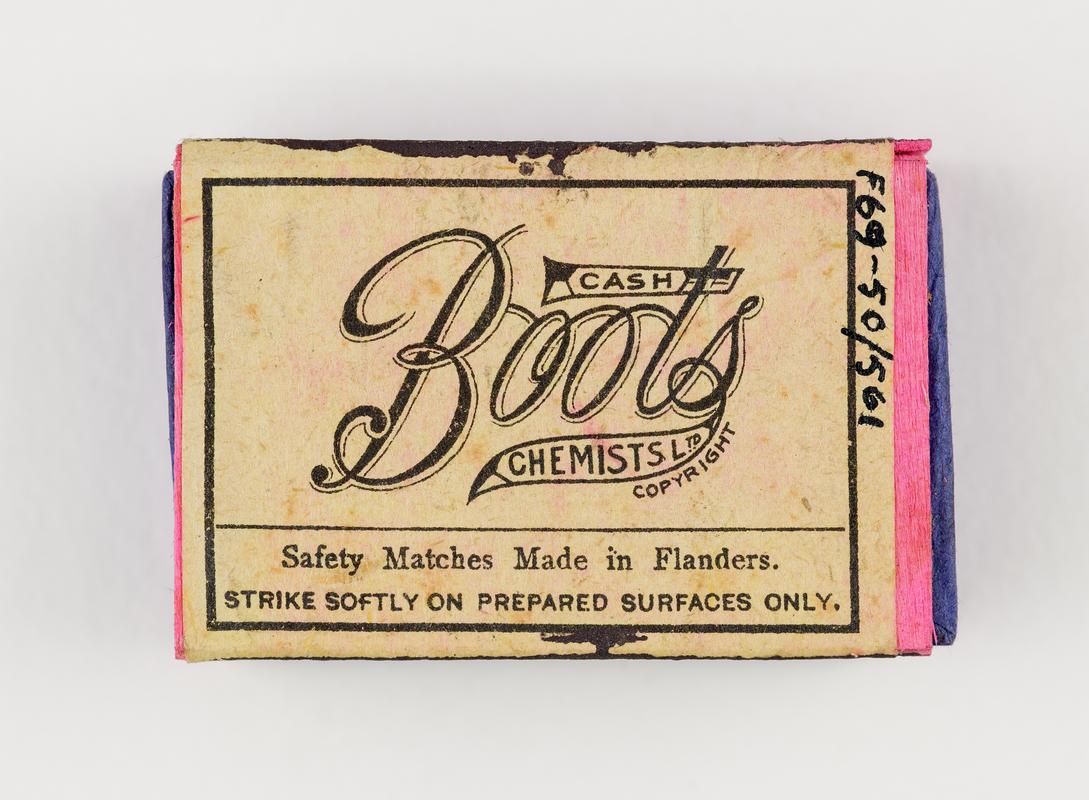 CASH
Boots
CHEMISTS LTD
COPYRIGHT
Safety Matches Made in Flanders.
STRIKE SOFTLY ON PREPARED SURFACES ONLY.
F69-50/561